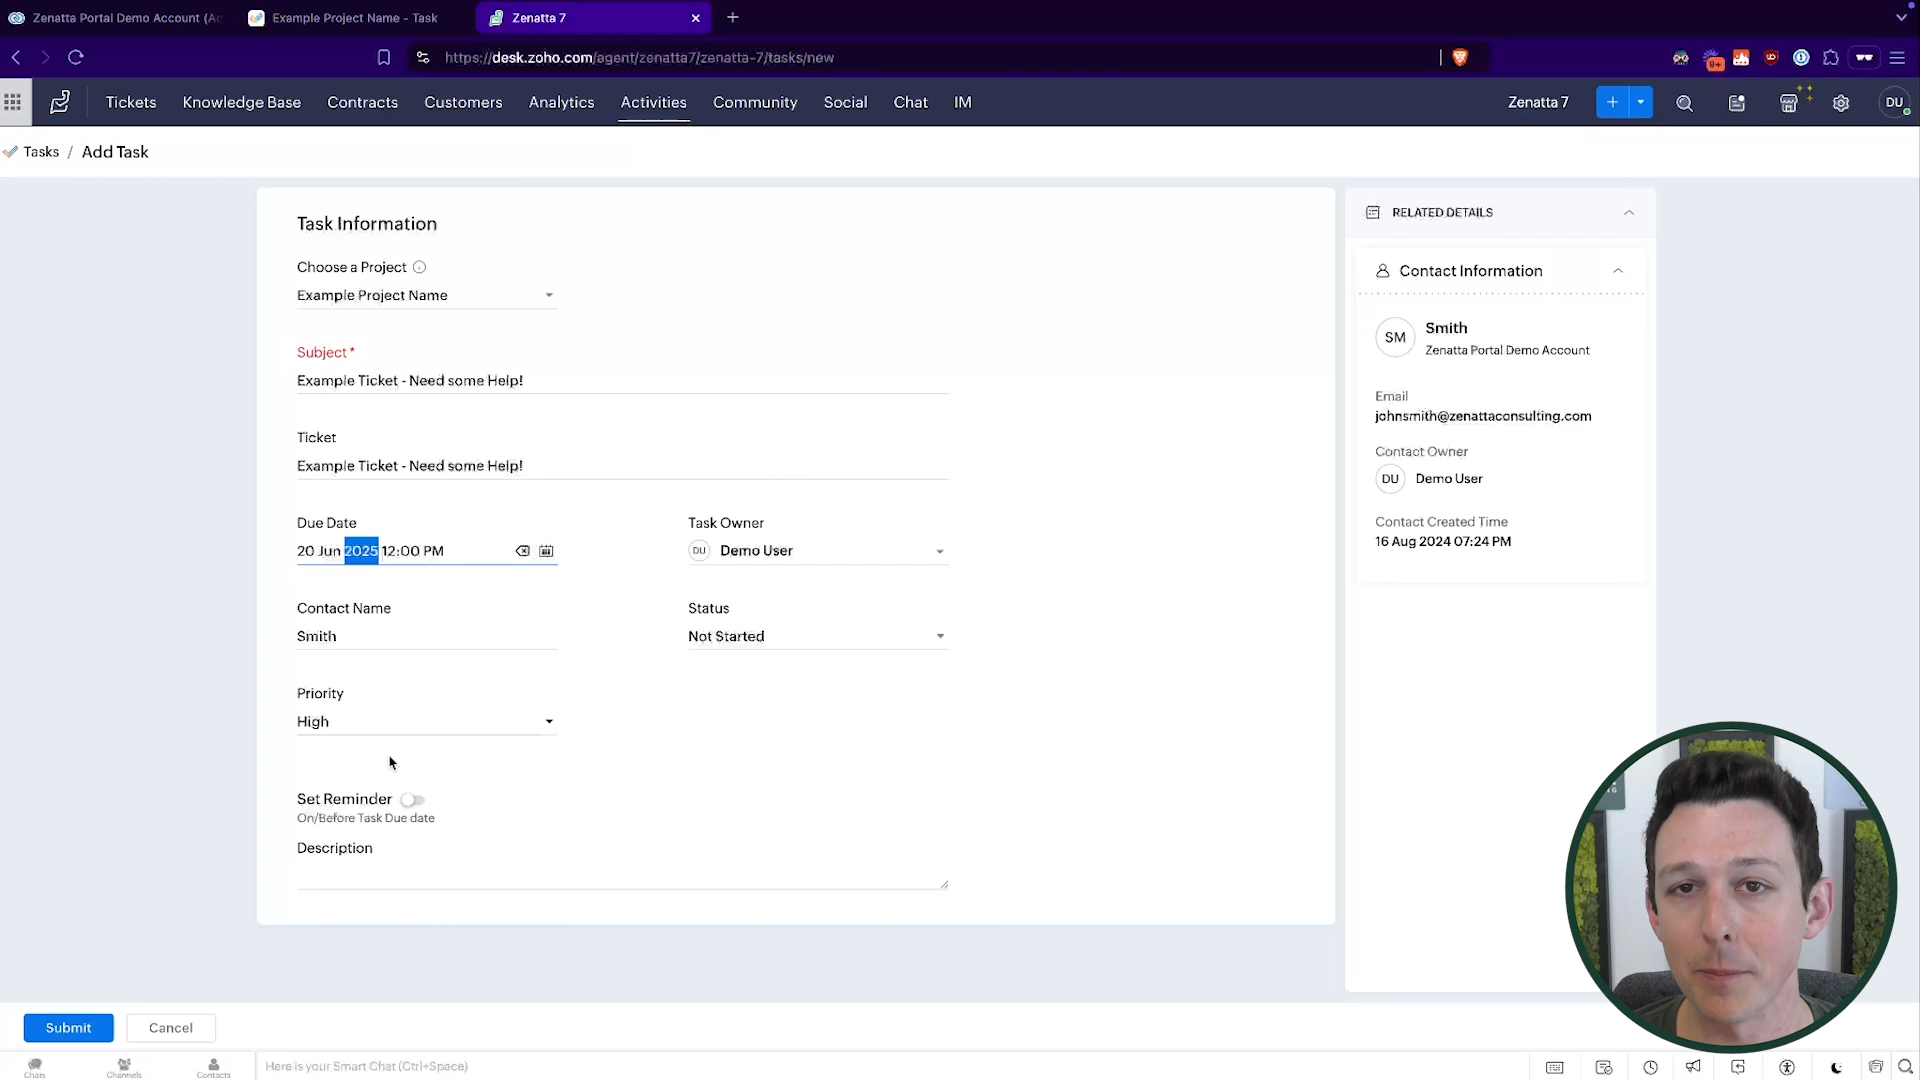 Zenatta Portal Demo Account (Ac
Example Project Name - Task
Zenatta 7
https://desk.zoho.com/agent/zenatta7/zenatta-7/tasks/new
9+
Tickets
Knowledge Base
Contracts
Customers
Analytics
Activities
Community
Social
Chat
IM
Zenatta 7
DU
Tasks / Add Task
Task Information
Choose a Project
Example Project Name
Subject *
Example Ticket - Need some Help!
Ticket
Example Ticket - Need some Help!
Due Date
20 Jun 2025 12:00 PM
Task Owner
DU Demo User
Contact Name
Smith
Status
Not Started
Priority
High
Set Reminder
On/Before Task Due date
Description
RELATED DETAILS
Contact Information
SM
Smith
Zenatta Portal Demo Account
Email
johnsmith@zenattaconsulting.com
Contact Owner
DU Demo User
Contact Created Time
16 Aug 2024 07:24 PM
Submit
Cancel
Chats
Channels
Contacts
Here is your Smart Chat (Ctrl+Space)